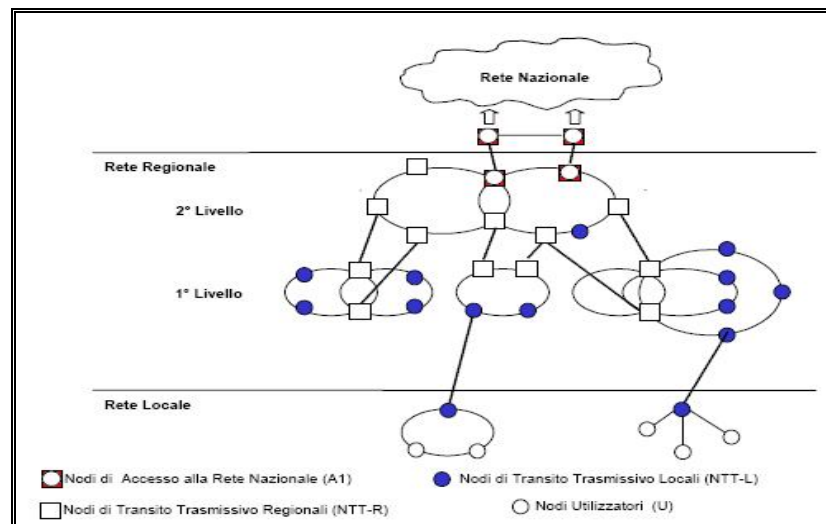 Rete Nazionale
Rete Regionale
2° Livello
1° Livello
Rete Locale
Nodi di Accesso alla Rete Nazionale (A1)
Nodi di Transito Trasmissivo Locali (NTT-L)
Nodi di Transito Trasmissivo Regionali (NTT-R)
Nodi Utilizzatori (U)